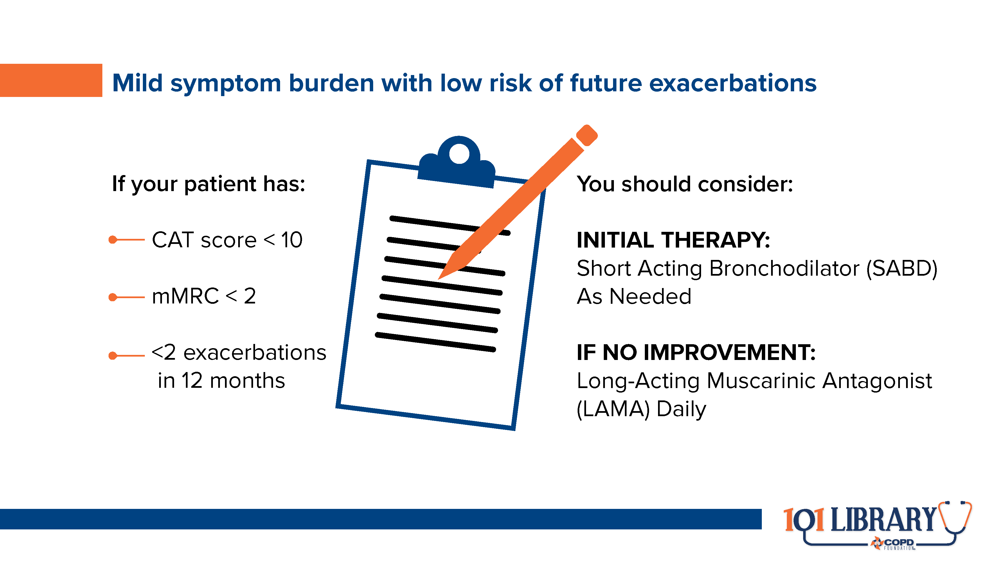 Mild symptom burden with low risk of future exacerbations
If your patient has:
CAT score < 10
mMRC < 2
<2 exacerbations
in 12 months
You should consider:
INITIAL THERAPY:
Short Acting Bronchodilator (SABD)
As Needed
IF NO IMPROVEMENT:
Long-Acting Muscarinic Antagonist
(LAMA) Daily
101 LIBRARY
COPD
FOUNDATION®